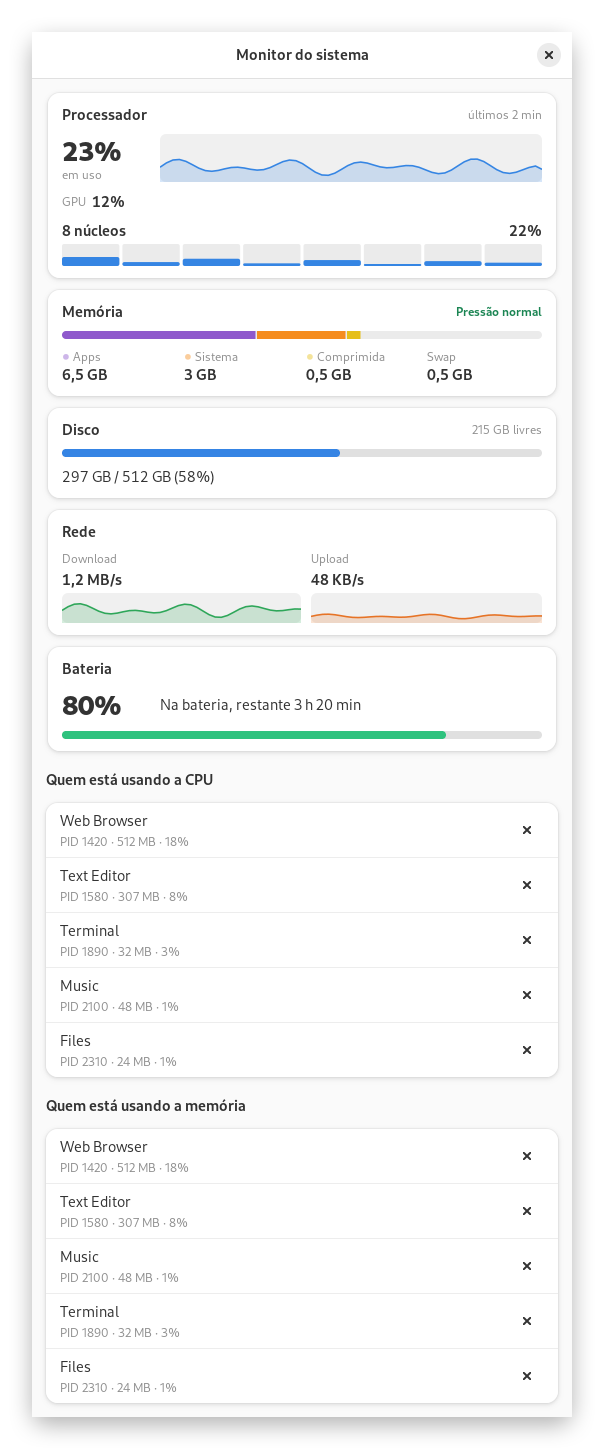 Monitor do sistema
Processador
últimos 2 min
23%
em uso
GPU 12%
8 núcleos
22%
Memória
Pressão normal
Apps
Sistema
Comprimida
Swap
6,5 GB
3 GB
0,5 GB
0,5 GB
Disco
215 GB livres
297 GB / 512 GB (58%)
Rede
Download
Upload
1,2 MB/s
48 KB/s
Bateria
80%
Na bateria, restante 3 h 20 min
Quem está usando a CPU
Web Browser
PID 1420 · 512 MB · 18%
Text Editor
PID 1580 · 307 MB · 8%
Terminal
PID 1890 · 32 MB · 3%
Music
PID 2100 · 48 MB · 1%
Files
PID 2310 · 24 MB · 1%
Quem está usando a memória
Web Browser
PID 1420 · 512 MB · 18%
Text Editor
PID 1580 · 307 MB · 8%
Music
PID 2100 · 48 MB · 1%
Terminal
PID 1890 · 32 MB · 3%
Files
PID 2310 · 24 MB · 1%